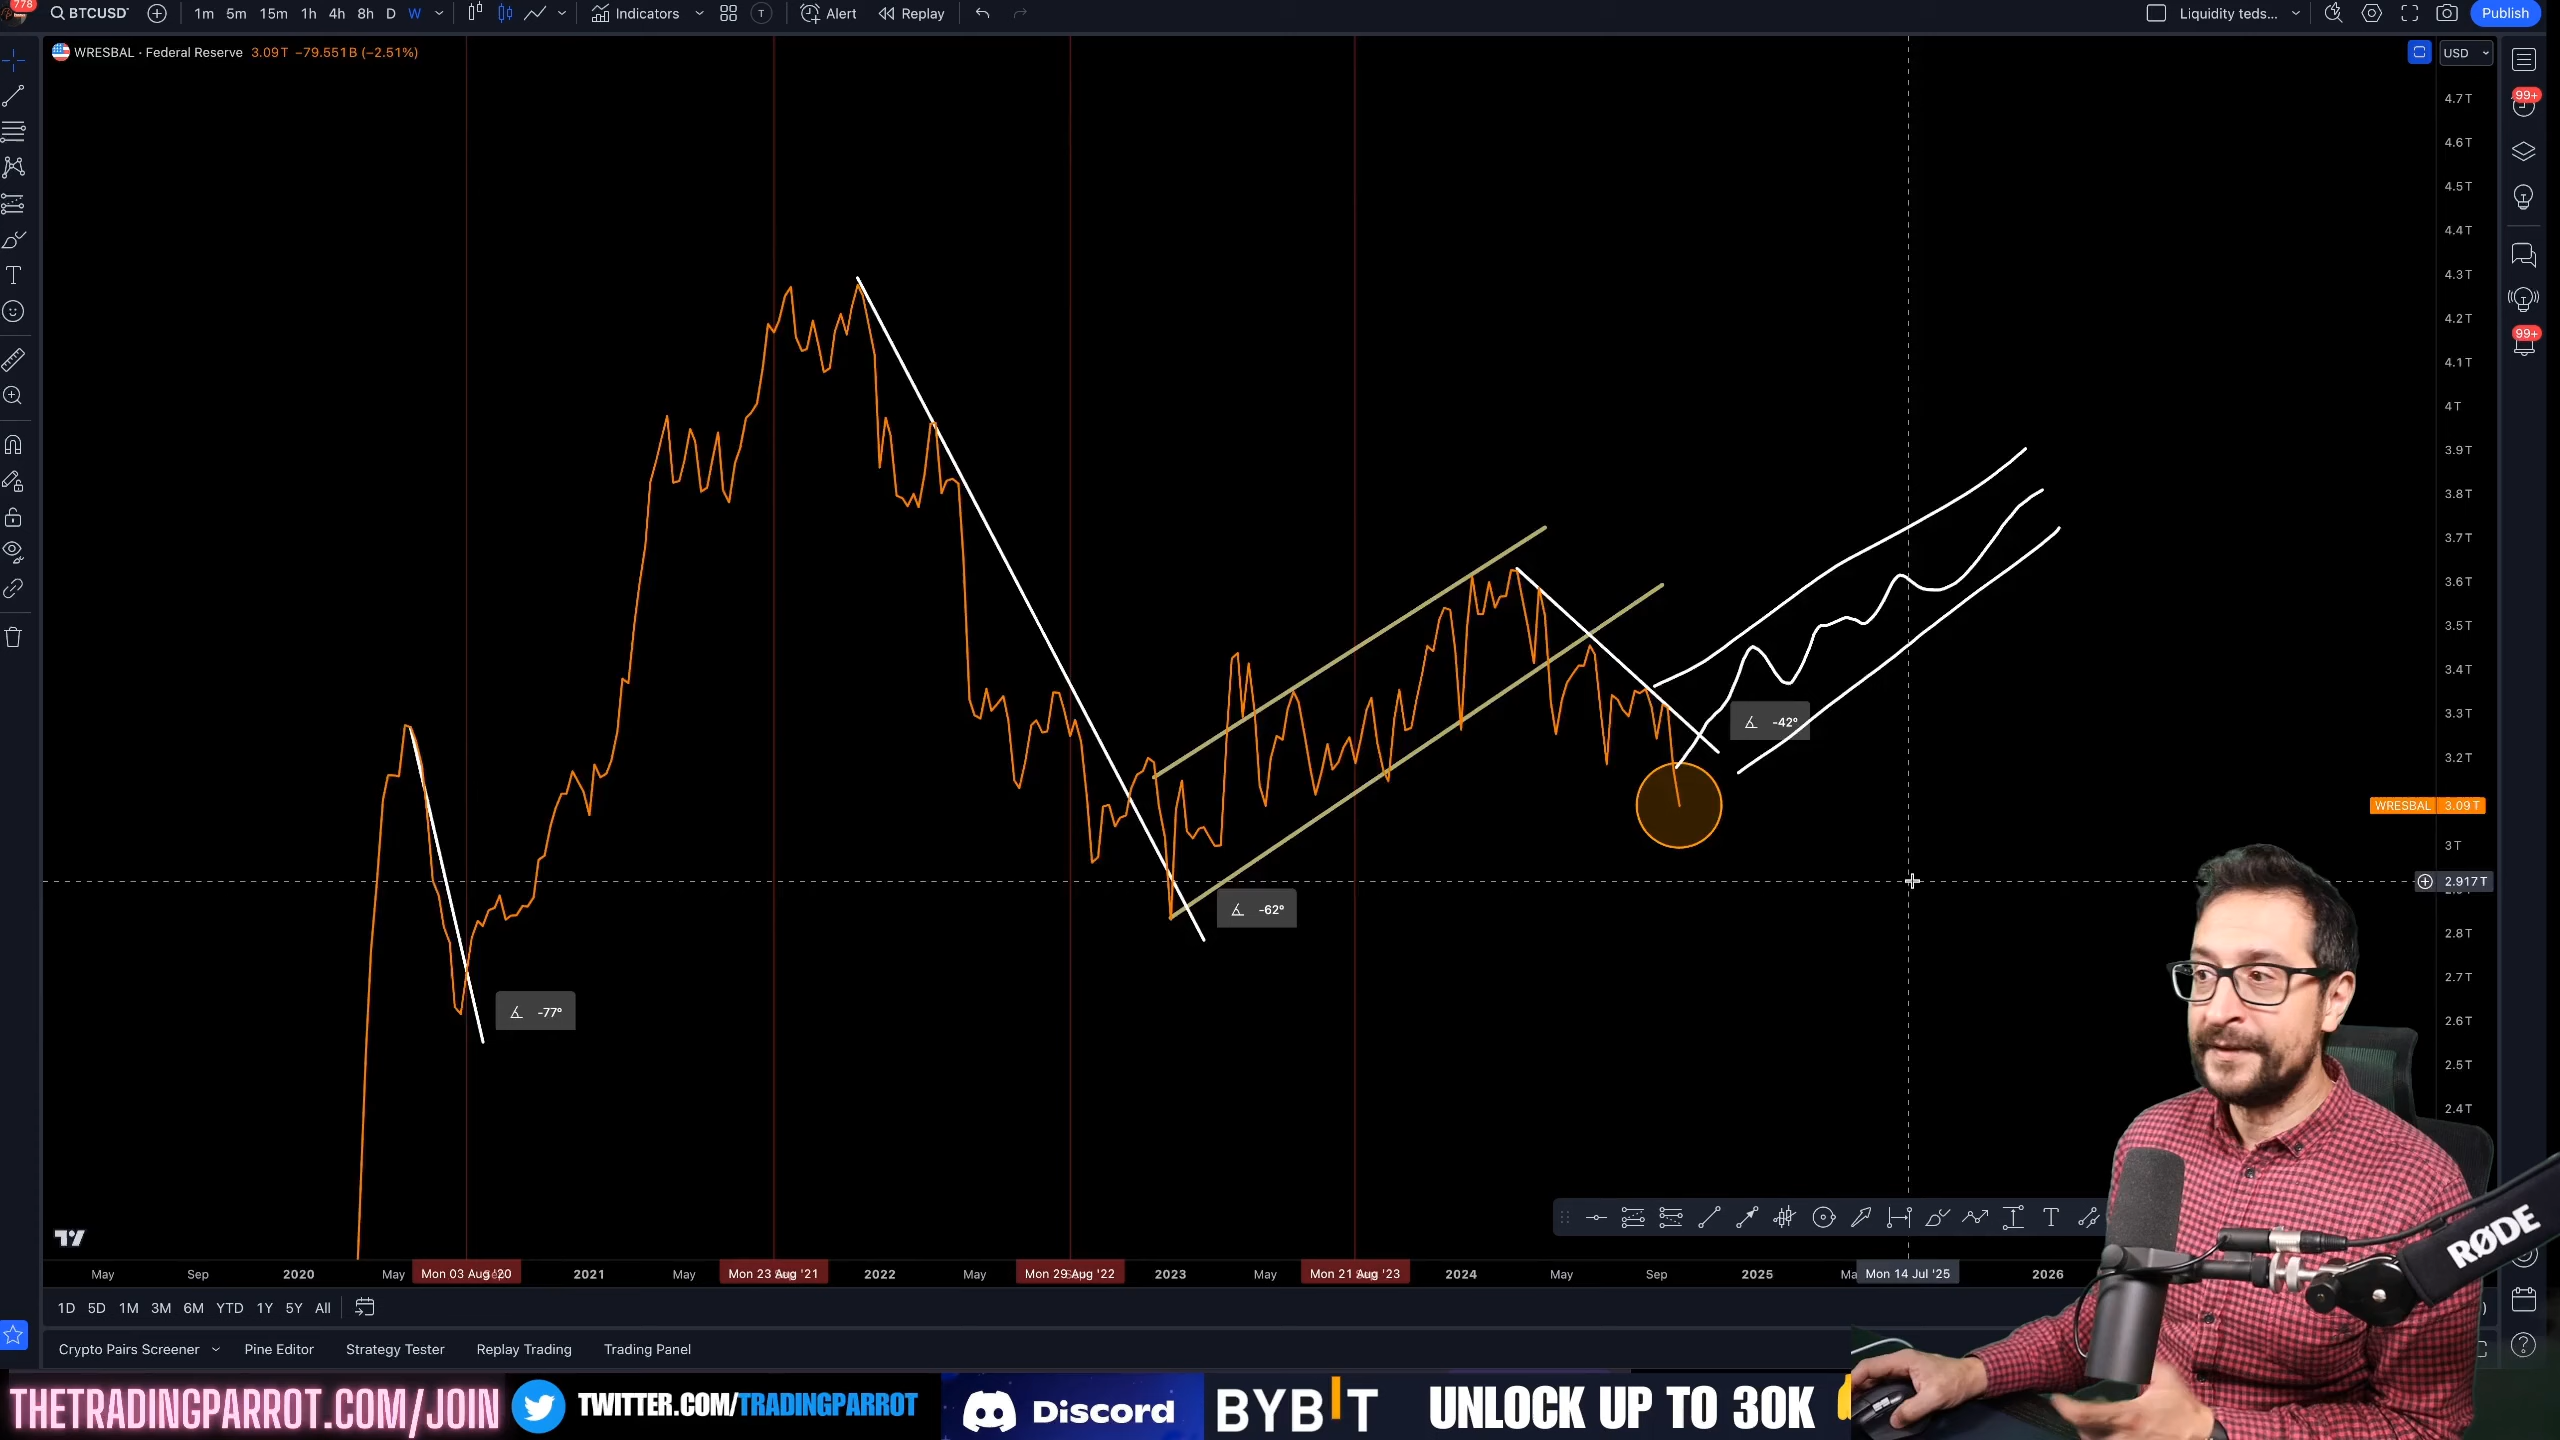 778
BTCUSD
1m 5m 15m 1h 4h 8h D W
Indicators
T
Alert
Replay
Liquidity teds...
Publish
WRESBAL · Federal Reserve 3.09T −79.551B (−2.51%)
USD
99+
99+
4.7T
4.6T
4.5T
4.4T
4.3T
4.2T
4.1T
4T
3.9T
3.8T
3.7T
3.6T
3.5T
3.4T
3.3T
-42°
3.2T
WRESBAL 3.09T
3T
2.917T
-62°
2.8T
2.7T
-77°
2.6T
2.5T
2.4T
May Sep 2020 May Mon 03 Aug '20 2021 May Mon 23 Aug '21 2022 May Mon 29 Aug '22 2023 May Mon 21 Aug '23 2024 May Sep 2025 Ma Mon 14 Jul '25 2026
1D 5D 1M 3M 6M YTD 1Y 5Y All
Crypto Pairs Screener Pine Editor Strategy Tester Replay Trading Trading Panel
RØDE
THETRADINGPARROT.COM/JOIN TWITTER.COM/TRADINGPARROT Discord BYBIT UNLOCK UP TO 30K